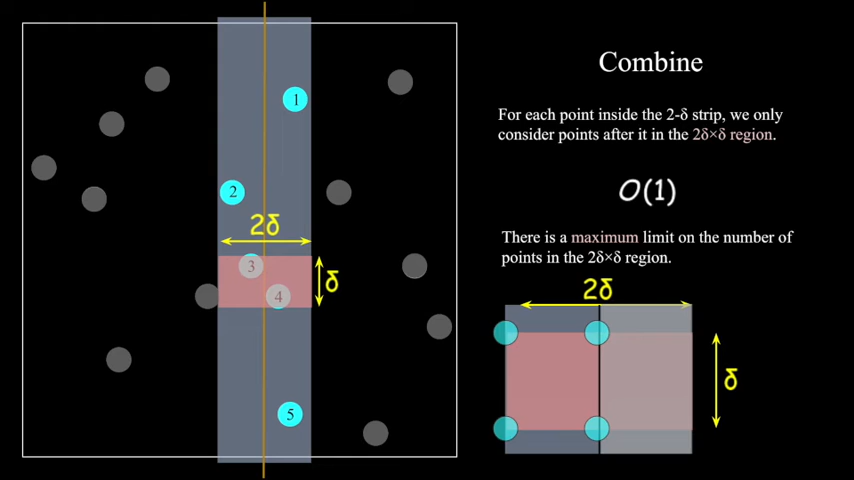 Combine
For each point inside the 2-δ strip, we only
consider points after it in the 2δ×δ region.
O(1)
There is a maximum limit on the number of
points in the 2δ×δ region.
1
2
2δ
3
δ
4
5
2δ
δ